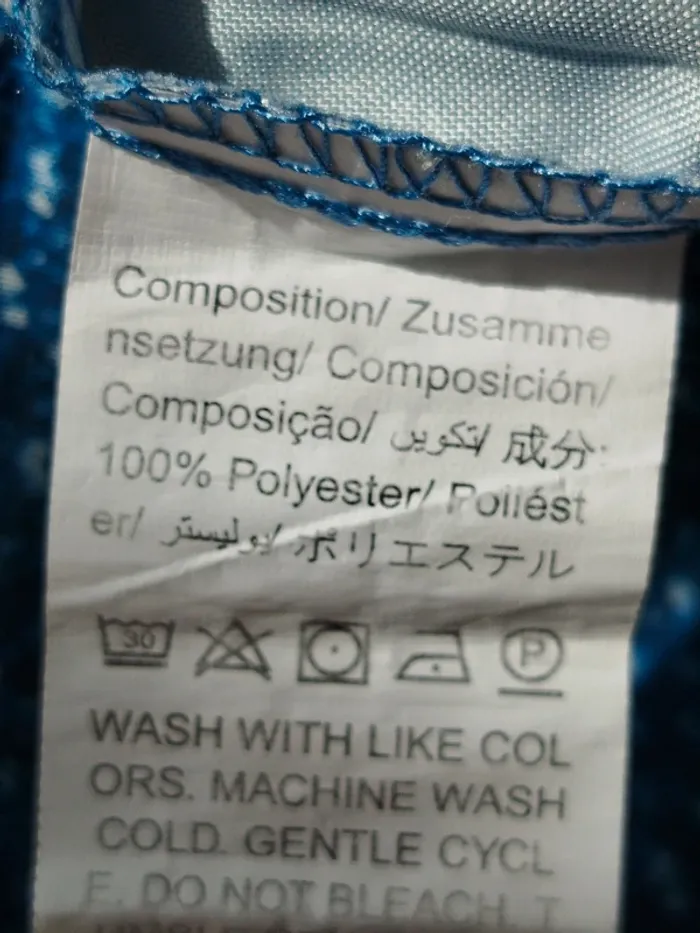 Composition/ Zusamme
nsetzung/ Composición/
Composição/ تكوين/ 成分:
100% Polyester/ Poliést
er/ بوليستر/ ポリエステル
30 P
WASH WITH LIKE COL
ORS. MACHINE WASH
COLD. GENTLE CYCL
E. DO NOT BLEACH. T